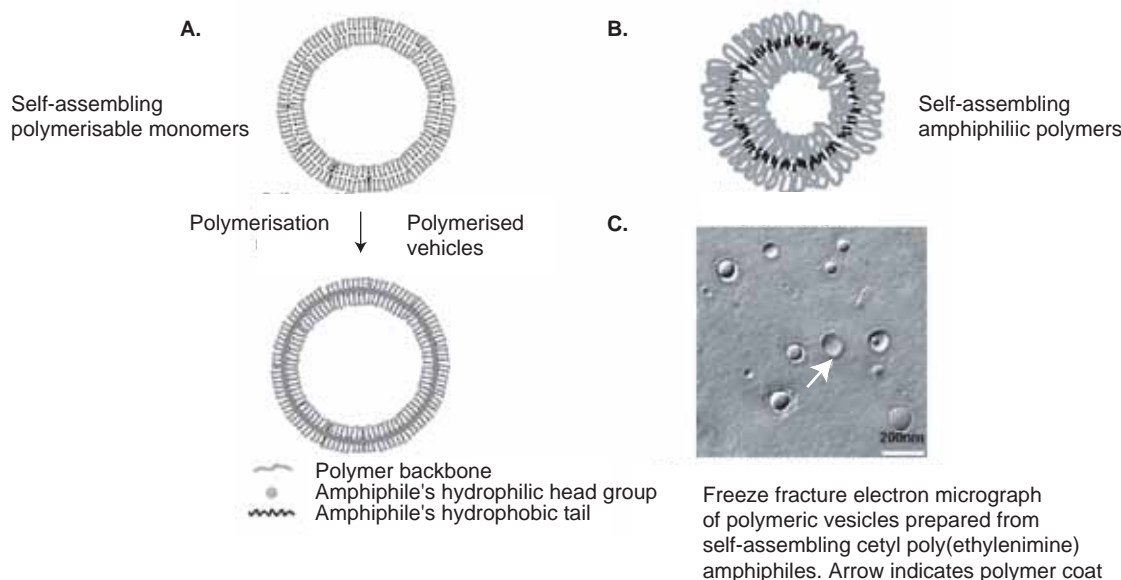 A.
Self-assembling
polymerisable monomers
Polymerisation
Polymerised
vehicles
Polymer backbone
Amphiphile's hydrophilic head group
Amphiphile's hydrophobic tail
B.
Self-assembling
amphiphiliic polymers
C.
200nm
Freeze fracture electron micrograph
of polymeric vesicles prepared from
self-assembling cetyl poly(ethylenimine)
amphiphiles. Arrow indicates polymer coat